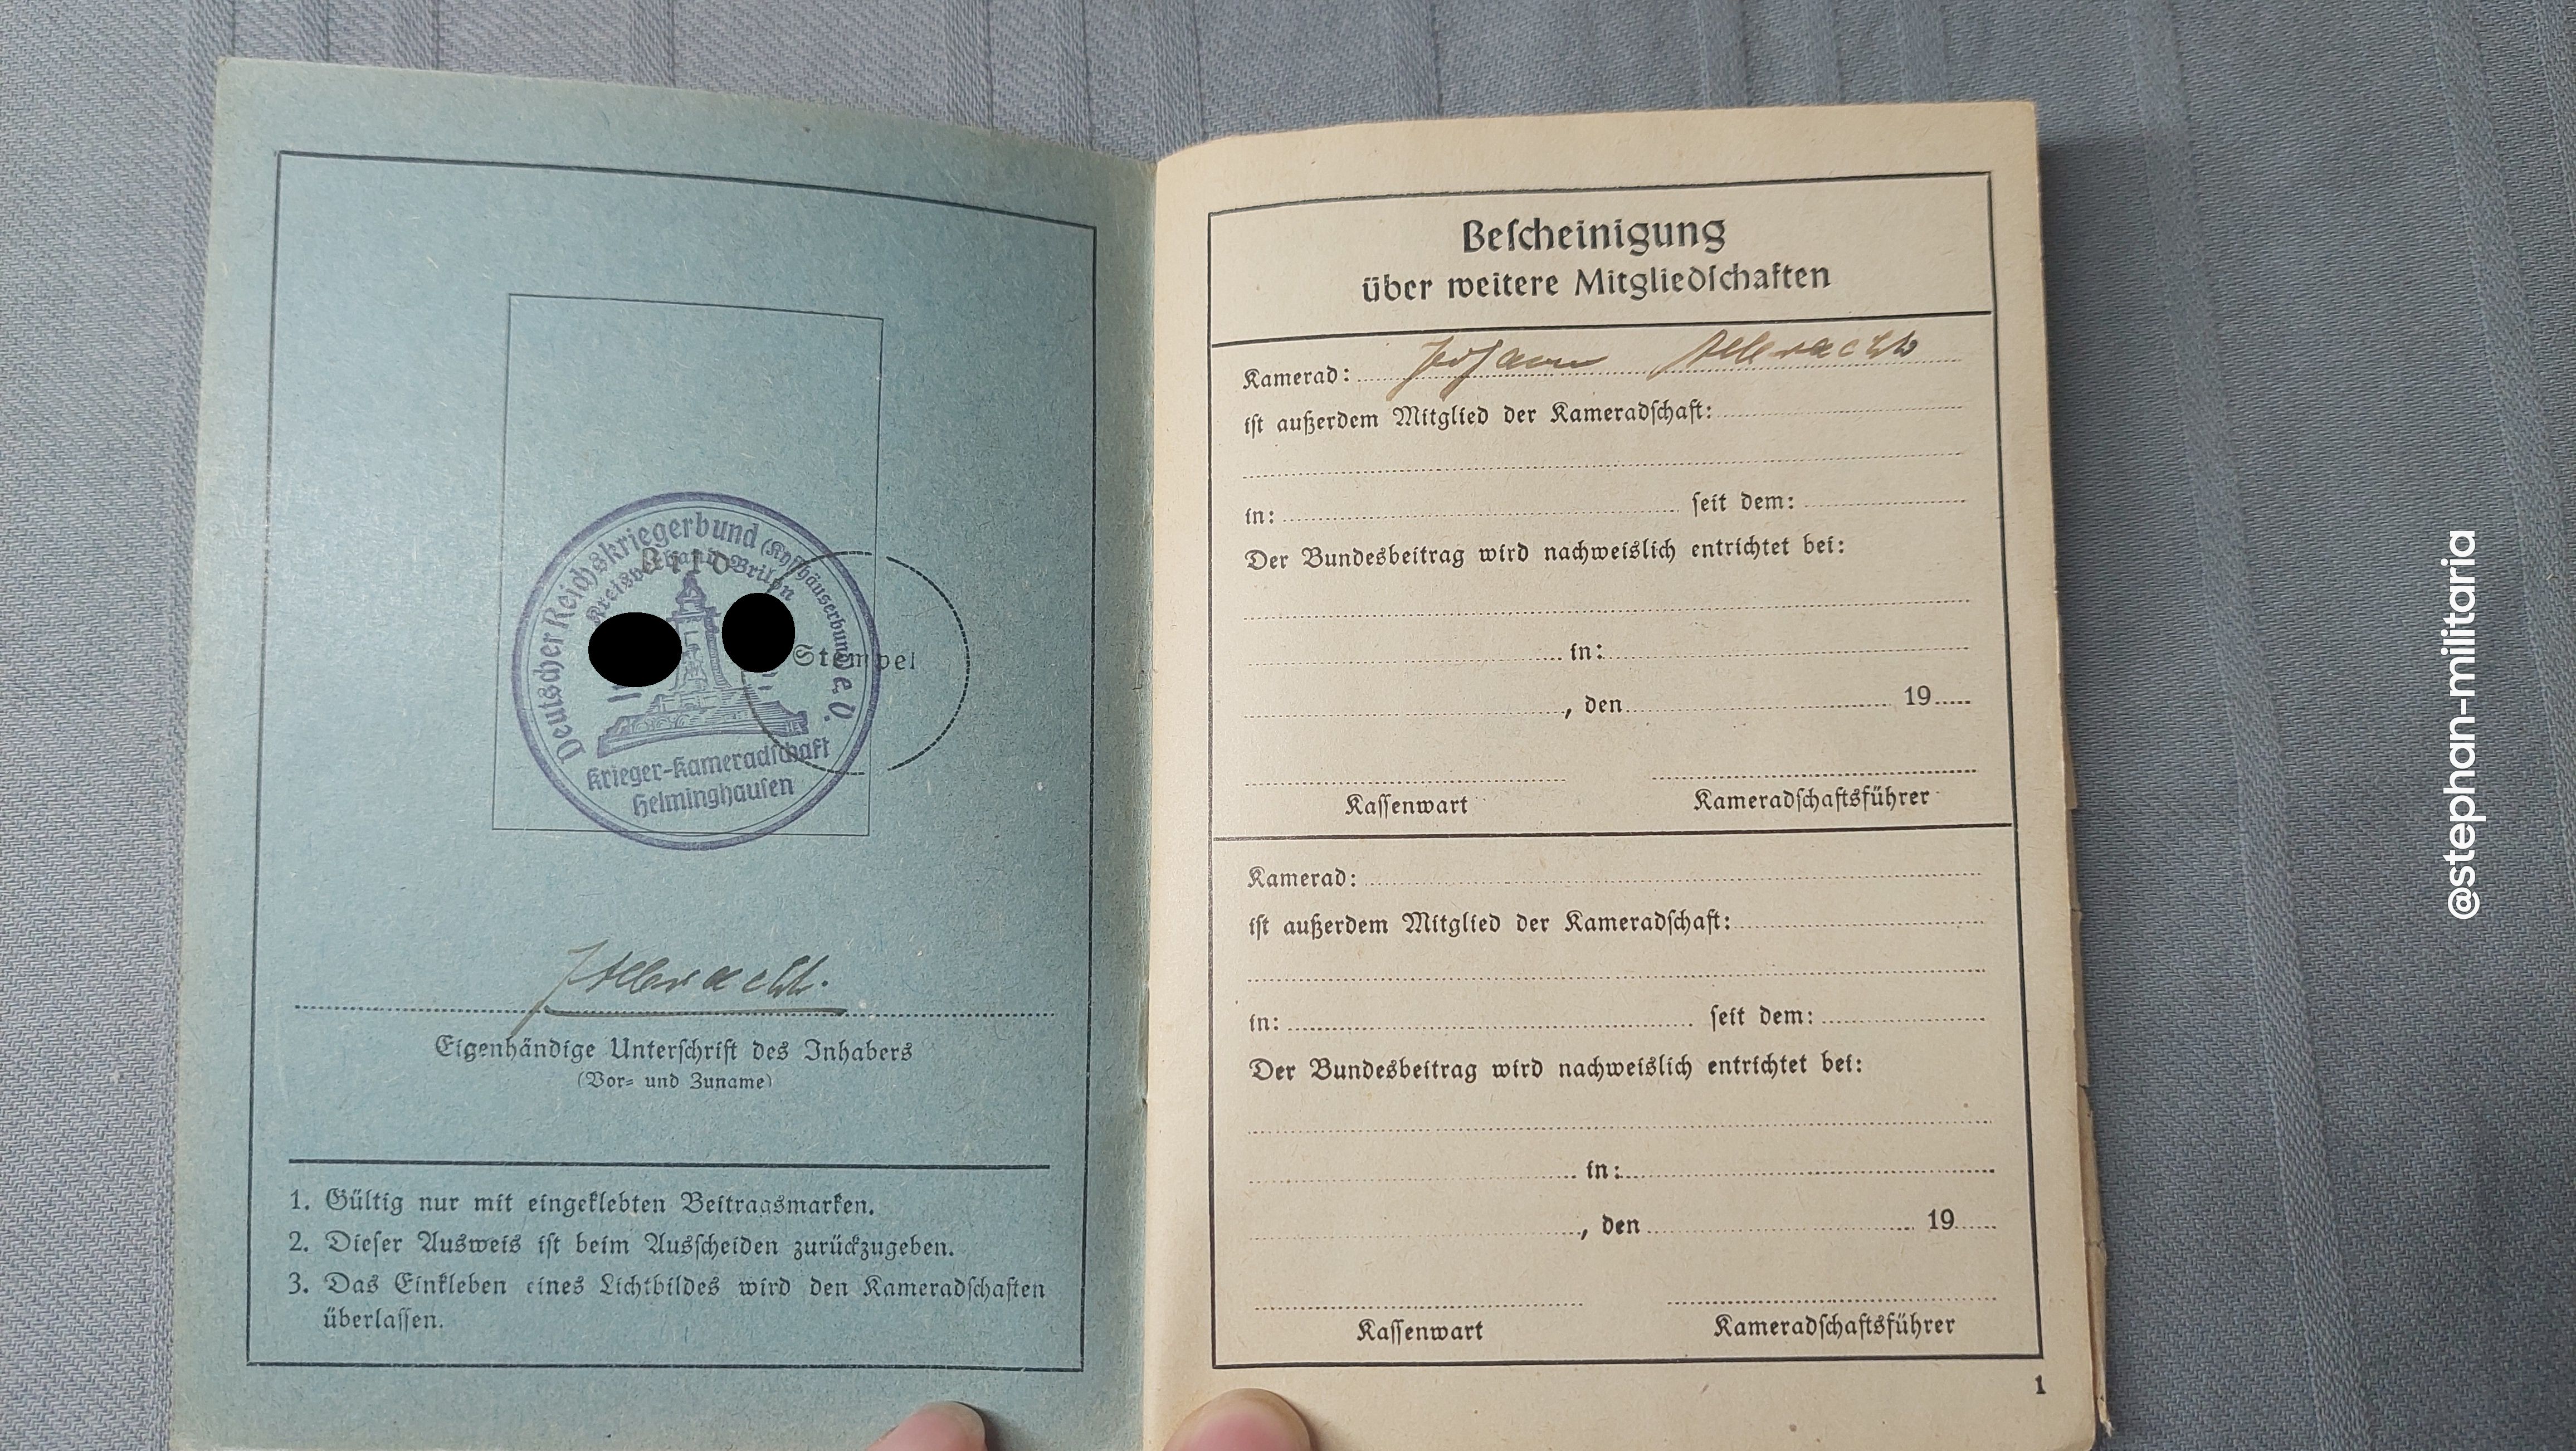 Deutscher Reichskriegerbund (Kyffhäuserbund) e. V.
Kreisverband Brilon
Bild
Stempel
Krieger-Kameradschaft
Helminghausen
Eigenhändige Unterschrift des Inhabers
(Vor- und Zuname)
1. Gültig nur mit eingeklebten Beitragsmarken.
2. Dieser Ausweis ist beim Ausscheiden zurückzugeben.
3. Das Einkleben eines Lichtbildes wird den Kameradschaften
überlassen.
Bescheinigung
über weitere Mitgliedschaften
Kamerad: Johann
ist außerdem Mitglied der Kameradschaft:
in: seit dem:
Der Bundesbeitrag wird nachweislich entrichtet bei:
in:
, den 19
Kassenwart Kameradschaftsführer
Kamerad:
ist außerdem Mitglied der Kameradschaft:
in: seit dem:
Der Bundesbeitrag wird nachweislich entrichtet bei:
in:
, den 19
Kassenwart Kameradschaftsführer
1
@stephan-militaria